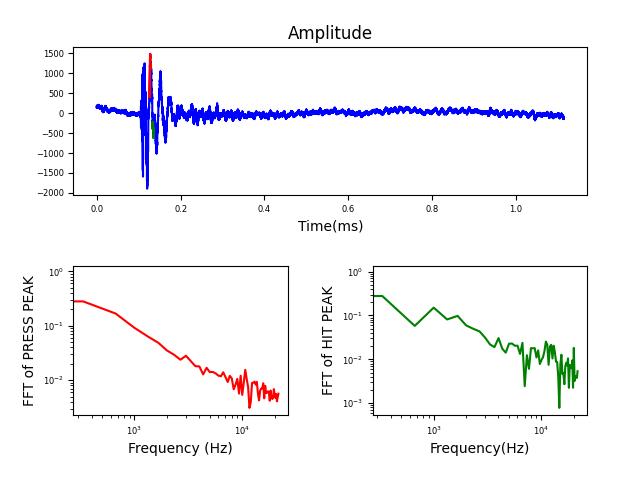 Amplitude
1500
1000
500
0
−500
−1000
−1500
−2000
0.0 0.2 0.4 0.6 0.8 1.0
Time(ms)
FFT of PRESS PEAK
10⁰
10⁻¹
10⁻²
10³ 10⁴
Frequency (Hz)
FFT of HIT PEAK
10⁰
10⁻¹
10⁻²
10⁻³
10³ 10⁴
Frequency(Hz)